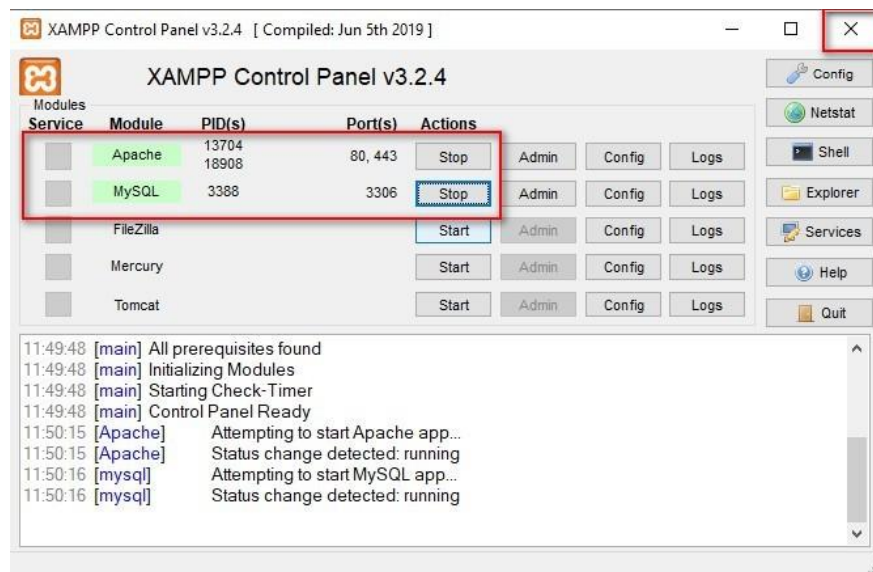 XAMPP Control Panel v3.2.4 [ Compiled: Jun 5th 2019 ]
XAMPP Control Panel v3.2.4
Config
Modules
Service Module PID(s) Port(s) Actions
Netstat
Apache 13704 18908 80, 443 Stop Admin Config Logs
Shell
MySQL 3388 3306 Stop Admin Config Logs
Explorer
FileZilla Start Admin Config Logs
Services
Mercury Start Admin Config Logs
Help
Tomcat Start Admin Config Logs
Quit
11:49:48 [main] All prerequisites found
11:49:48 [main] Initializing Modules
11:49:48 [main] Starting Check-Timer
11:49:48 [main] Control Panel Ready
11:50:15 [Apache] Attempting to start Apache app...
11:50:15 [Apache] Status change detected: running
11:50:16 [mysql] Attempting to start MySQL app...
11:50:16 [mysql] Status change detected: running